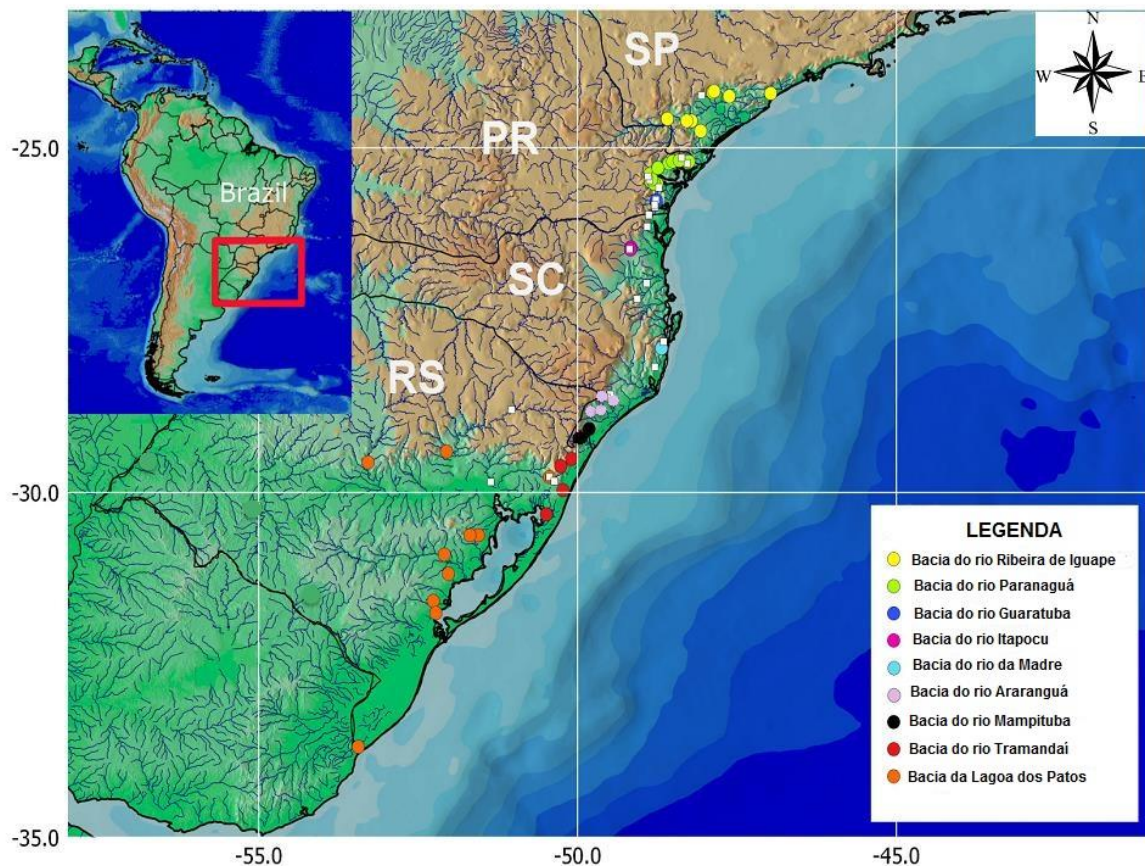 SP
N
W
E
S
PR
-25.0
Brazil
SC
RS
-30.0
LEGENDA
Bacia do rio Ribeira de Iguape
Bacia do rio Paranaguá
Bacia do rio Guaratuba
Bacia do rio Itapocu
Bacia do rio da Madre
Bacia do rio Araranguá
Bacia do rio Mampituba
Bacia do rio Tramandaí
Bacia da Lagoa dos Patos
-35.0
-55.0
-50.0
-45.0